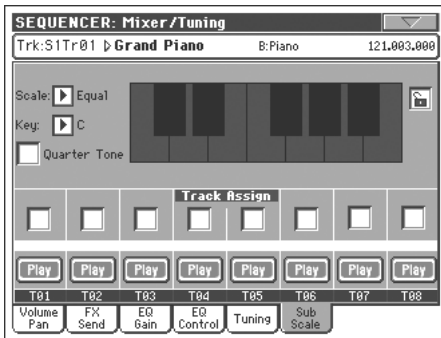 SEQUENCER: Mixer/Tuning
Trk:S1Tr01 Grand Piano B:Piano 121.003.000
Scale: Equal
Key: C
Quarter Tone
Track Assign
Play Play Play Play Play Play Play Play
T01 T02 T03 T04 T05 T06 T07 T08
Volume Pan FX Send EQ Gain EQ Control Tuning Sub Scale